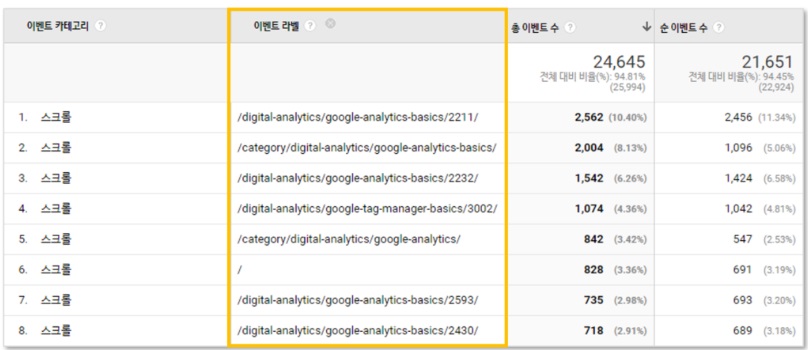 이벤트 카테고리 ? 이벤트 라벨 ? 총 이벤트 수 ? ↓ 순 이벤트 수 ?
24,645 21,651
전체 대비 비율(%): 94.81% 전체 대비 비율(%): 94.45%
(25,994) (22,924)
1. 스크롤 /digital-analytics/google-analytics-basics/2211/ 2,562 (10.40%) 2,456 (11.34%)
2. 스크롤 /category/digital-analytics/google-analytics-basics/ 2,004 (8.13%) 1,096 (5.06%)
3. 스크롤 /digital-analytics/google-analytics-basics/2232/ 1,542 (6.26%) 1,424 (6.58%)
4. 스크롤 /digital-analytics/google-tag-manager-basics/3002/ 1,074 (4.36%) 1,042 (4.81%)
5. 스크롤 /category/digital-analytics/google-analytics/ 842 (3.42%) 547 (2.53%)
6. 스크롤 / 828 (3.36%) 691 (3.19%)
7. 스크롤 /digital-analytics/google-analytics-basics/2593/ 735 (2.98%) 693 (3.20%)
8. 스크롤 /digital-analytics/google-analytics-basics/2430/ 718 (2.91%) 689 (3.18%)